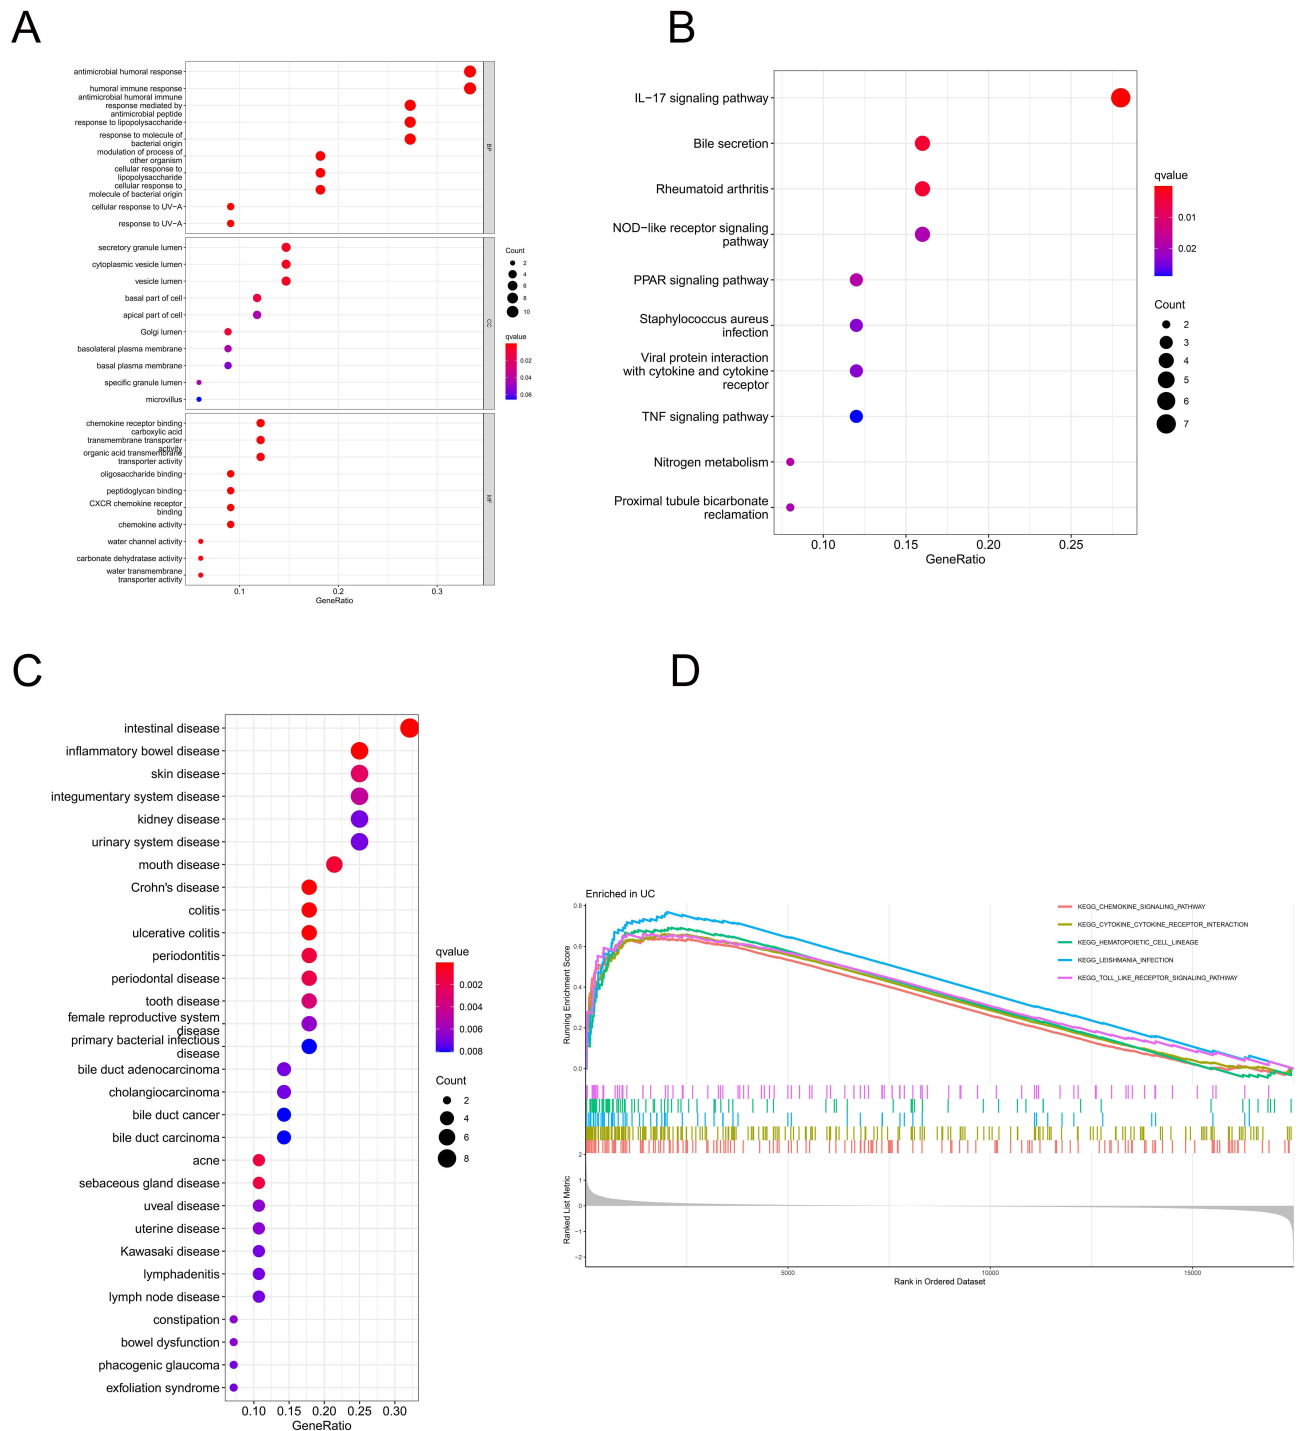 A
antimicrobial humoral response
humoral immune response
antimicrobial humoral immune
response mediated by
antimicrobial peptide
response to lipopolysaccharide
response to molecule of
bacterial origin
modulation of process of
other organism
cellular response to
lipopolysaccharide
cellular response to
molecule of bacterial origin
cellular response to UV−A
response to UV−A
BP
secretory granule lumen
cytoplasmic vesicle lumen
vesicle lumen
basal part of cell
apical part of cell
Golgi lumen
basolateral plasma membrane
basal plasma membrane
specific granule lumen
microvillus
CC
chemokine receptor binding
carboxylic acid
transmembrane transporter
activity
organic acid transmembrane
transporter activity
oligosaccharide binding
peptidoglycan binding
CXCR chemokine receptor
binding
chemokine activity
water channel activity
carbonate dehydratase activity
water transmembrane
transporter activity
MF
0.1
0.2
0.3
GeneRatio
Count
2
4
6
8
10
qvalue
0.02
0.04
0.06
B
IL−17 signaling pathway
Bile secretion
Rheumatoid arthritis
NOD−like receptor signaling
pathway
PPAR signaling pathway
Staphylococcus aureus
infection
Viral protein interaction
with cytokine and cytokine
receptor
TNF signaling pathway
Nitrogen metabolism
Proximal tubule bicarbonate
reclamation
0.10
0.15
0.20
0.25
GeneRatio
qvalue
0.01
0.02
Count
2
3
4
5
6
7
C
intestinal disease
inflammatory bowel disease
skin disease
integumentary system disease
kidney disease
urinary system disease
mouth disease
Crohn's disease
colitis
ulcerative colitis
periodontitis
periodontal disease
tooth disease
female reproductive system
disease
primary bacterial infectious
disease
bile duct adenocarcinoma
cholangiocarcinoma
bile duct cancer
bile duct carcinoma
acne
sebaceous gland disease
uveal disease
uterine disease
Kawasaki disease
lymphadenitis
lymph node disease
constipation
bowel dysfunction
phacogenic glaucoma
exfoliation syndrome
0.10
0.15
0.20
0.25
0.30
GeneRatio
qvalue
0.002
0.004
0.006
0.008
Count
2
4
6
8
D
Enriched in UC
0.8
0.6
0.4
0.2
0.0
Running Enrichment Score
KEGG_CHEMOKINE_SIGNALING_PATHWAY
KEGG_CYTOKINE_CYTOKINE_RECEPTOR_INTERACTION
KEGG_HEMATOPOIETIC_CELL_LINEAGE
KEGG_LEISHMANIA_INFECTION
KEGG_TOLL_LIKE_RECEPTOR_SIGNALING_PATHWAY
2
1
0
−1
−2
Ranked List Metric
5000
10000
15000
Rank in Ordered Dataset